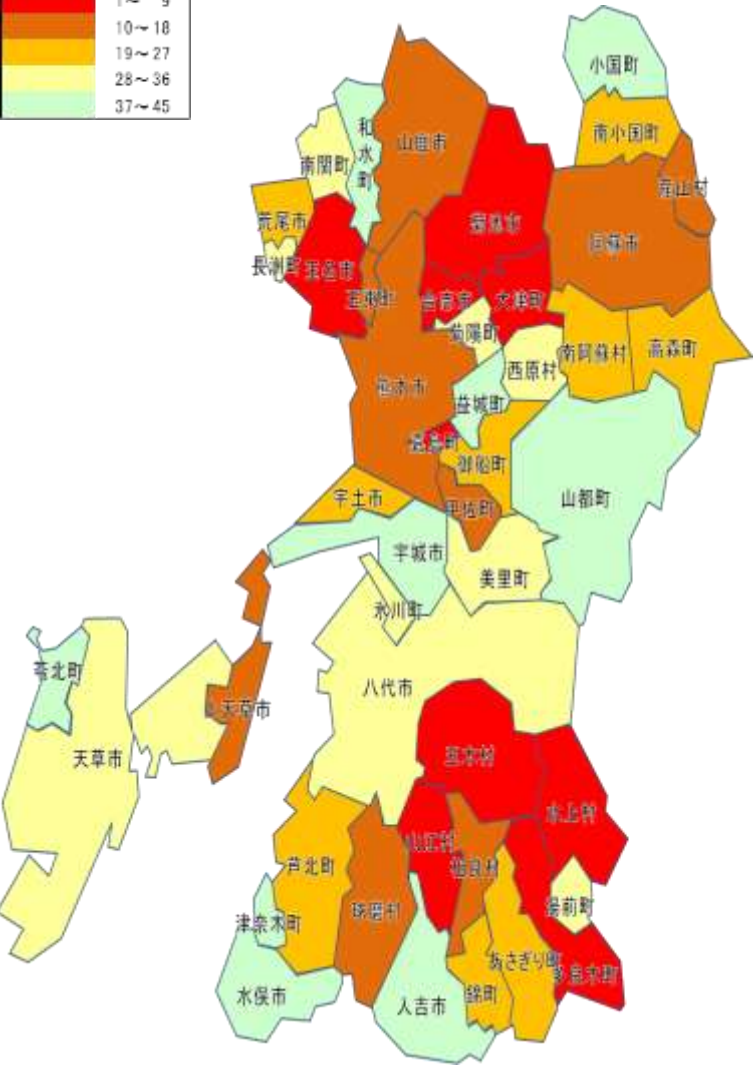 1～ 9
10～18
19～27
28～36
37～45
小国町
南小国町
産山村
和水町
山鹿市
南関町
菊池市
阿蘇市
荒尾市
長洲町
玉名市
玉東町
合志市
大津町
菊陽町
西原村
南阿蘇村
高森町
熊本市
益城町
嘉島町
御船町
宇土市
甲佐町
山都町
宇城市
美里町
氷川町
八代市
苓北町
上天草市
天草市
五木村
水上村
山江村
相良村
芦北町
湯前町
球磨村
津奈木町
あさぎり町
多良木町
水俣市
人吉市
錦町